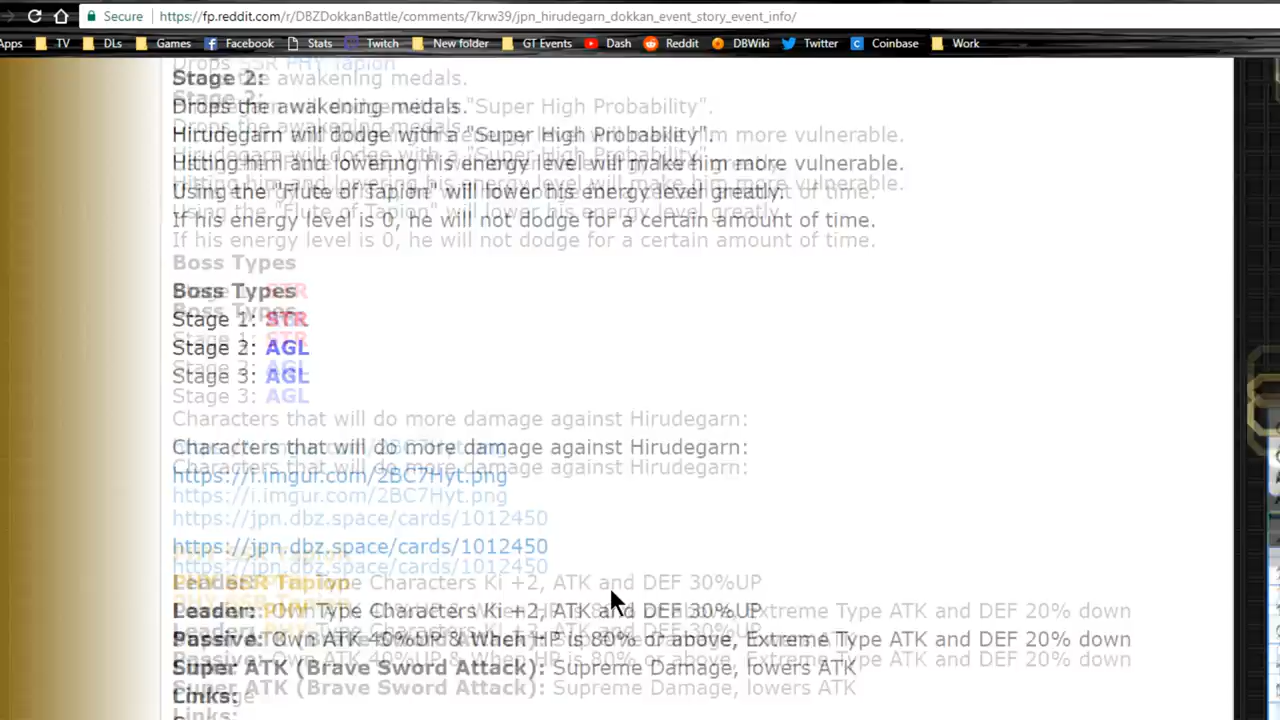 Secure https://fp.reddit.com/r/DBZDokkanBattle/comments/7krw39/jpn_hirudegarn_dokkan_event_story_event_info/
Apps TV DLs Games Facebook Stats Twitch New folder GT Events Dash Reddit DBWiki Twitter Coinbase Work
Drops SSR PHY Tapion
Stage 2:
Drops the awakening medals.
Hirudegarn will dodge with a "Super High Probability".
Hitting him and lowering his energy level will make him more vulnerable.
Using the "Flute of Tapion" will lower his energy level greatly.
If his energy level is 0, he will not dodge for a certain amount of time.
Boss Types
Stage 1: STR
Stage 2: AGL
Stage 3: AGL
Characters that will do more damage against Hirudegarn:
https://i.imgur.com/2BC7Hyt.png
https://jpn.dbz.space/cards/1012450
PHY SSR Tapion
Leader: PHY Type Characters Ki +2, ATK and DEF 30%UP
Passive: Own ATK 40%UP & When HP is 80% or above, Extreme Type ATK and DEF 20% down
Super ATK (Brave Sword Attack): Supreme Damage, lowers ATK
Links: